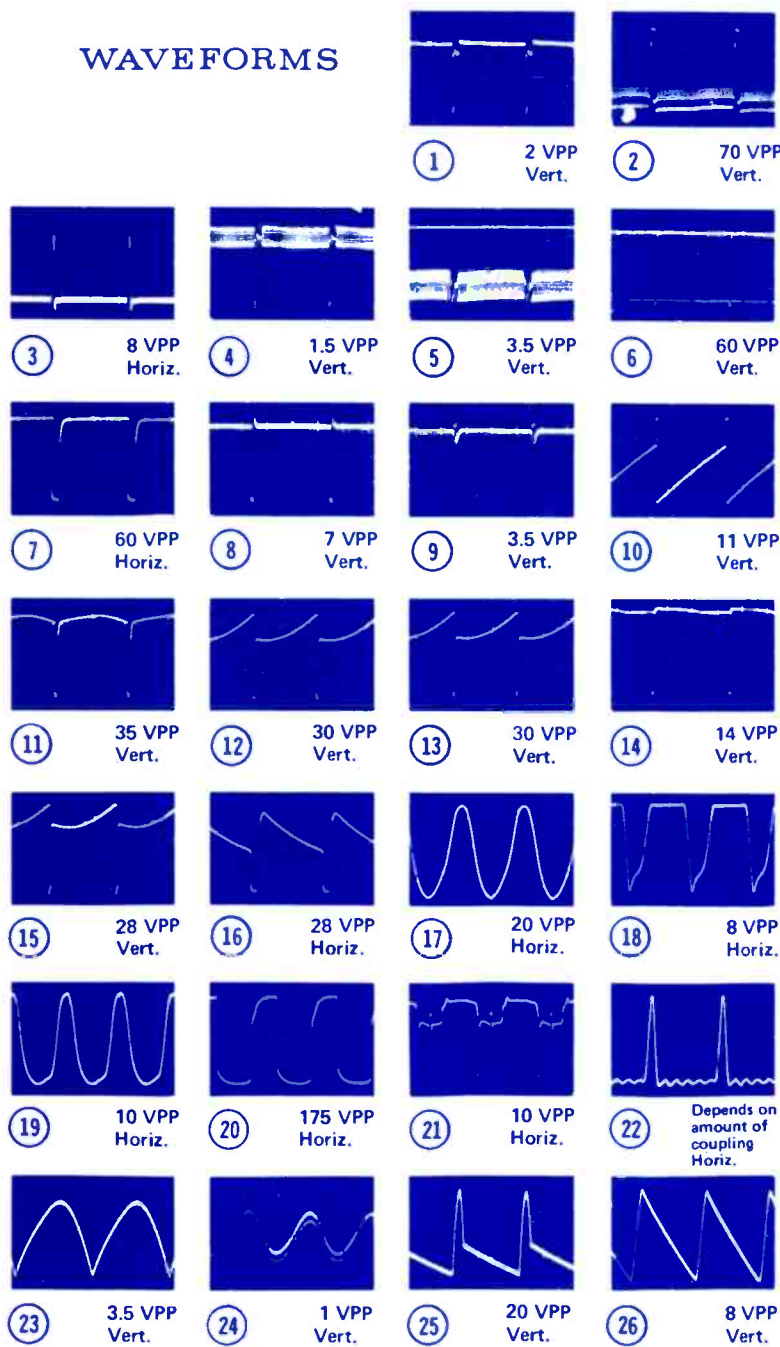 WAVEFORMS
1 2 VPP Vert.
2 70 VPP Vert.
3 8 VPP Horiz.
4 1.5 VPP Vert.
5 3.5 VPP Vert.
6 60 VPP Vert.
7 60 VPP Horiz.
8 7 VPP Vert.
9 3.5 VPP Vert.
10 11 VPP Vert.
11 35 VPP Vert.
12 30 VPP Vert.
13 30 VPP Vert.
14 14 VPP Vert.
15 28 VPP Vert.
16 28 VPP Horiz.
17 20 VPP Horiz.
18 8 VPP Horiz.
19 10 VPP Horiz.
20 175 VPP Horiz.
21 10 VPP Horiz.
22 Depends on
amount of
coupling
Horiz.
23 3.5 VPP Vert.
24 1 VPP Vert.
25 20 VPP Vert.
26 8 VPP Vert.